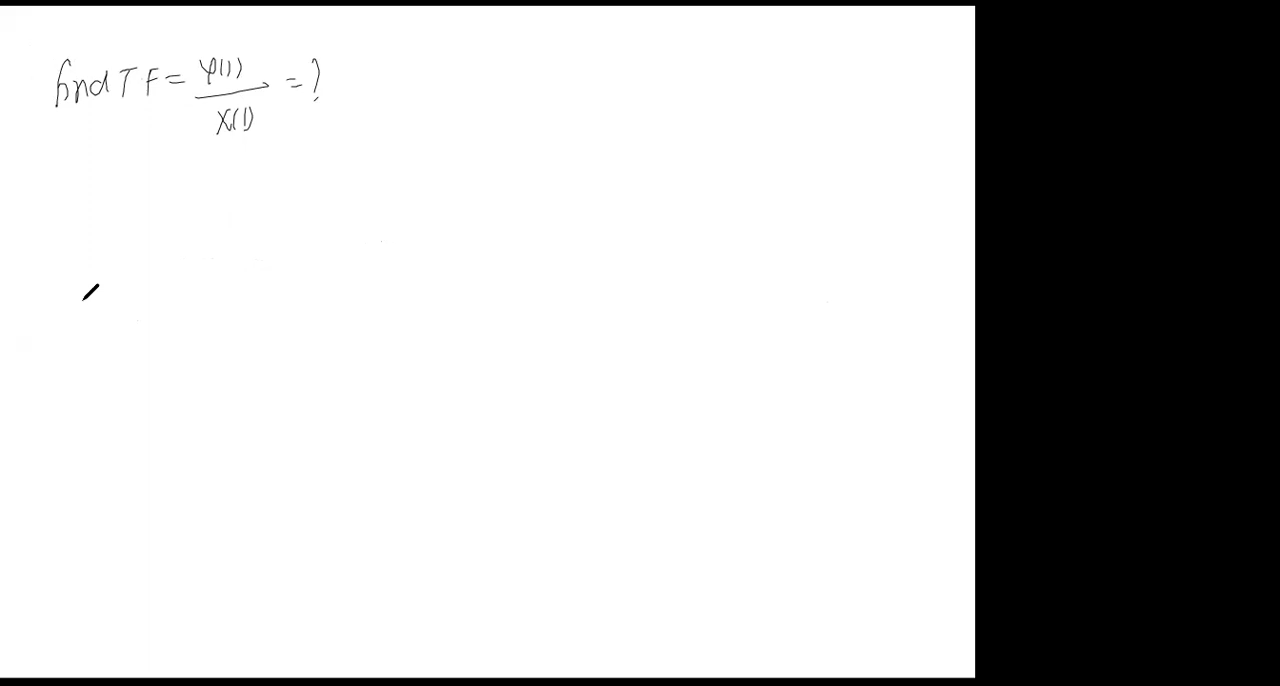 find TF = Y(s) / X(s) = ?